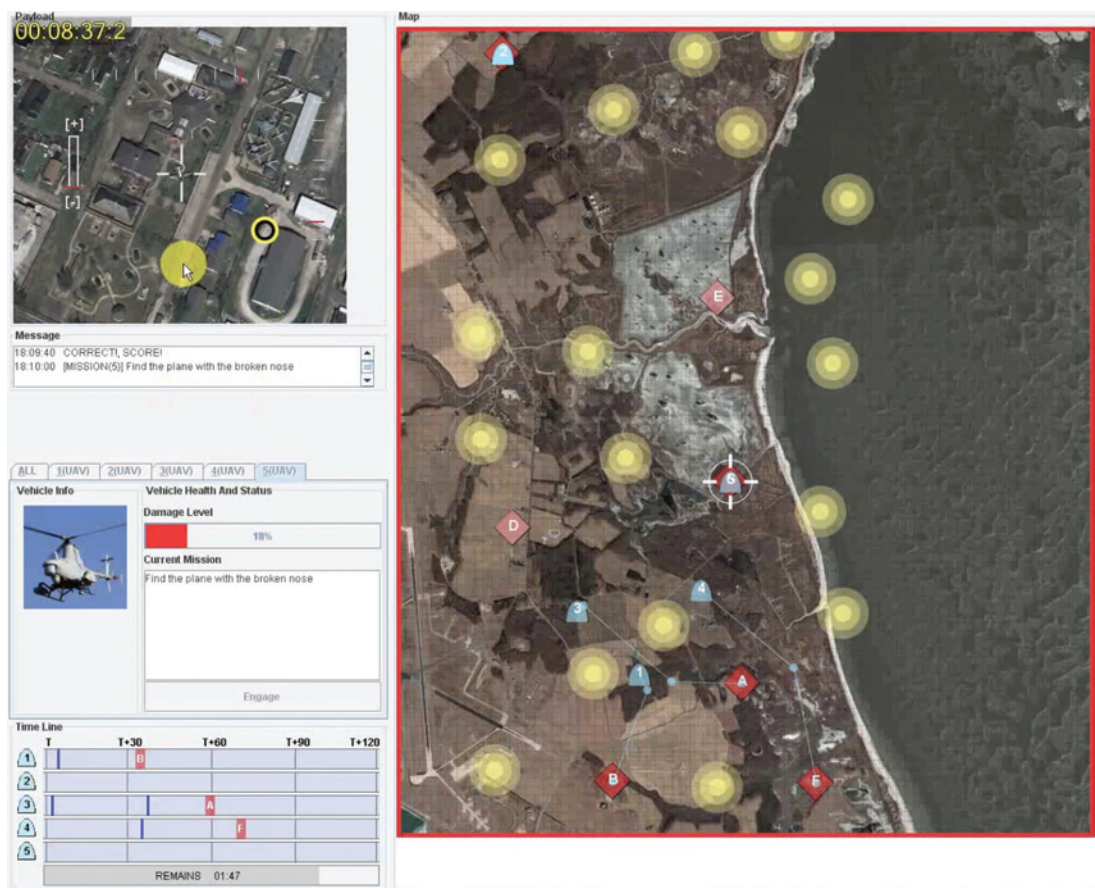 Payload
00:08:37:2
[+]
[-]
Message
18:09:40 CORRECT!, SCORE!
18:10:00 [MISSION(5)] Find the plane with the broken nose
ALL 1(UAV) 2(UAV) 3(UAV) 4(UAV) 5(UAV)
Vehicle Info
Vehicle Health And Status
Damage Level
18%
Current Mission
Find the plane with the broken nose
Engage
Time Line
T T+30 T+60 T+90 T+120
1 B
2
3 A
4 F
5
REMAINS 01:47
Map
2
E
D
3
4
1
A
B
F